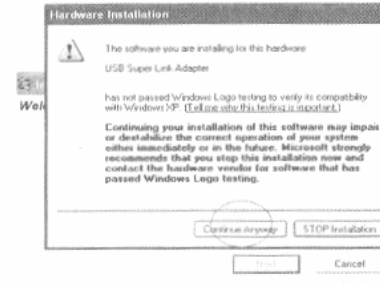 Hardware Installation
The software you are installing for this hardware
USB Super Link Adapter
has not passed Windows Logo testing to verify its compatibility
with Windows XP. (Tell me why this testing is important.)
Wel
Continuing your installation of this software may impair
or destabilize the correct operation of your system
either immediately or in the future. Microsoft strongly
recommends that you stop this installation now and
contact the hardware vendor for software that has
passed Windows Logo testing.
Continue Anyway
STOP Installation
Cancel